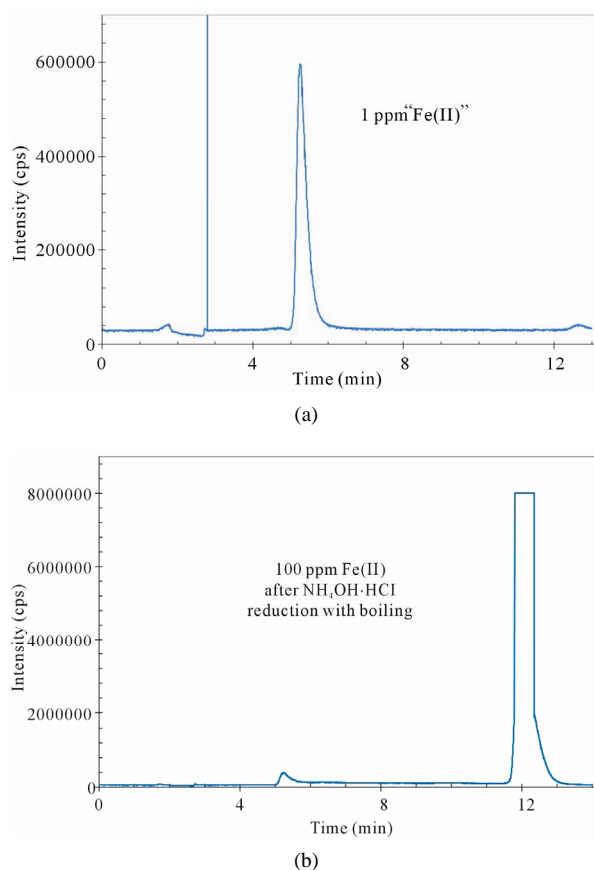 600000
400000
200000
0
Intensity (cps)
1 ppm“Fe(II)”
0 4 8 12
Time (min)
(a)
8000000
6000000
4000000
2000000
0
Intensity (cps)
100 ppm Fe(II)
after NH4OH·HCl
reduction with boiling
0 4 8 12
Time (min)
(b)